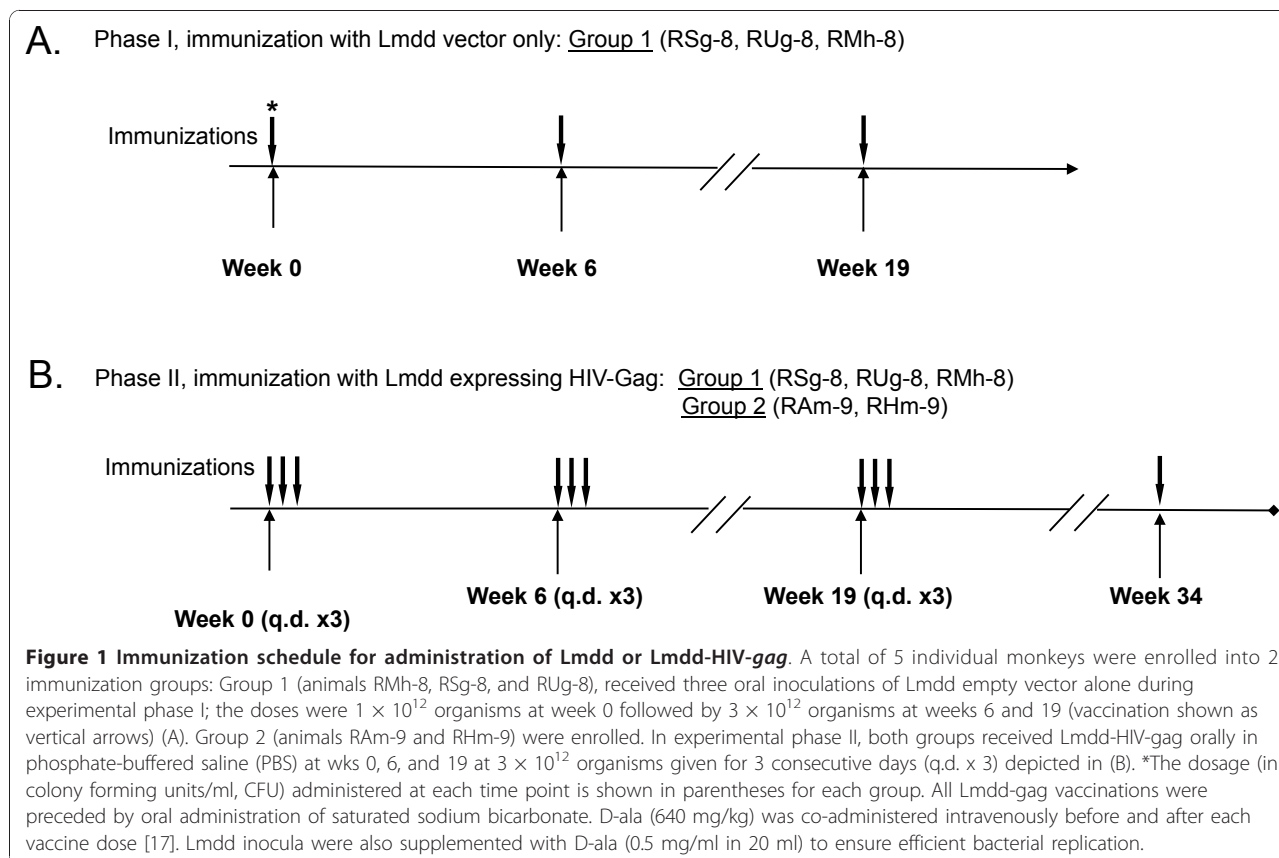 A. Phase I, immunization with Lmdd vector only: Group 1 (RSg-8, RUg-8, RMh-8)
*
Immunizations
Week 0 Week 6 Week 19
B. Phase II, immunization with Lmdd expressing HIV-Gag: Group 1 (RSg-8, RUg-8, RMh-8)
Group 2 (RAm-9, RHm-9)
Immunizations
Week 0 (q.d. x3) Week 6 (q.d. x3) Week 19 (q.d. x3) Week 34
Figure 1 Immunization schedule for administration of Lmdd or Lmdd-HIV-gag. A total of 5 individual monkeys were enrolled into 2
immunization groups: Group 1 (animals RMh-8, RSg-8, and RUg-8), received three oral inoculations of Lmdd empty vector alone during
experimental phase I; the doses were 1 × 10¹² organisms at week 0 followed by 3 × 10¹² organisms at weeks 6 and 19 (vaccination shown as
vertical arrows) (A). Group 2 (animals RAm-9 and RHm-9) were enrolled. In experimental phase II, both groups received Lmdd-HIV-gag orally in
phosphate-buffered saline (PBS) at wks 0, 6, and 19 at 3 × 10¹² organisms given for 3 consecutive days (q.d. x 3) depicted in (B). *The dosage (in
colony forming units/ml, CFU) administered at each time point is shown in parentheses for each group. All Lmdd-gag vaccinations were
preceded by oral administration of saturated sodium bicarbonate. D-ala (640 mg/kg) was co-administered intravenously before and after each
vaccine dose [17]. Lmdd inocula were also supplemented with D-ala (0.5 mg/ml in 20 ml) to ensure efficient bacterial replication.